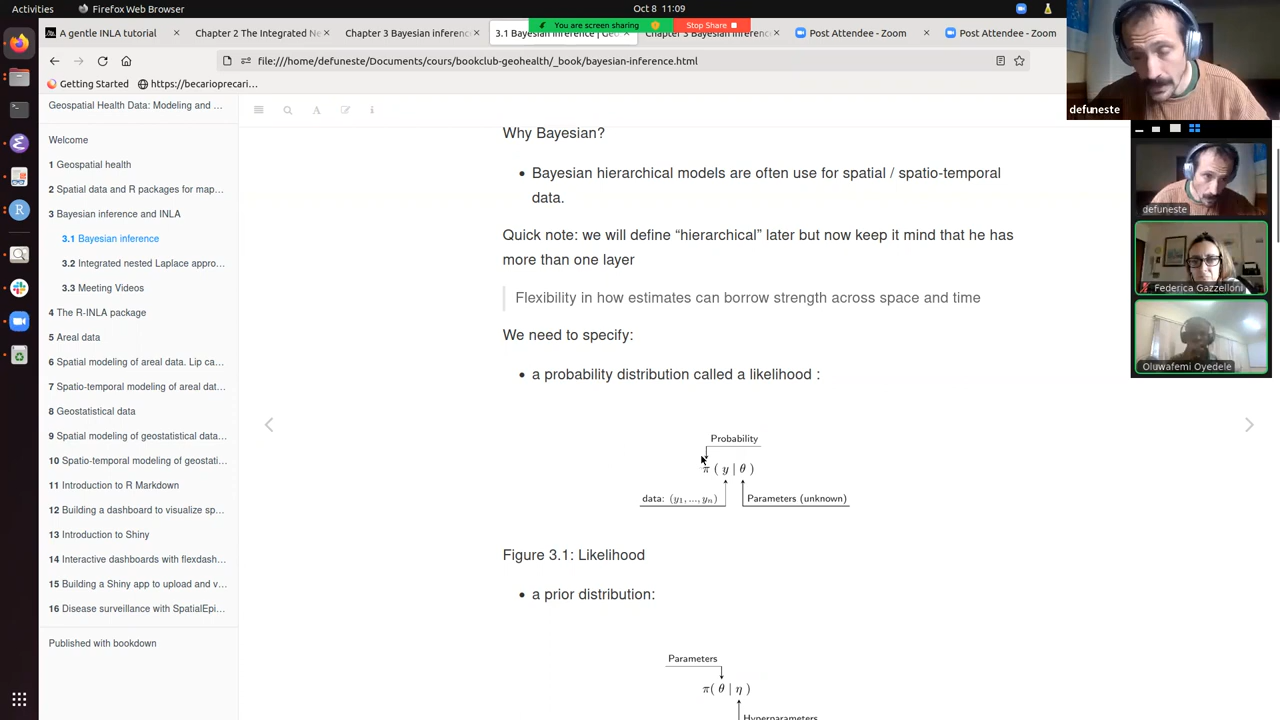 Activities
Firefox Web Browser
Oct 8 11:09
You are screen sharing
Stop Share
A gentle INLA tutorial
Chapter 2 The Integrated Ne
Chapter 3 Bayesian inferenc
3.1 Bayesian inference | Geo
Chapter 3 Bayesian inferenc
Post Attendee - Zoom
Post Attendee - Zoom
file:///home/defuneste/Documents/cours/bookclub-geohealth/_book/bayesian-inference.html
Getting Started
https://becarioprecari...
defuneste
Geospatial Health Data: Modeling and ...
Welcome
1 Geospatial health
2 Spatial data and R packages for map...
3 Bayesian inference and INLA
3.1 Bayesian inference
3.2 Integrated nested Laplace appro...
3.3 Meeting Videos
4 The R-INLA package
5 Areal data
6 Spatial modeling of areal data. Lip ca...
7 Spatio-temporal modeling of areal dat...
8 Geostatistical data
9 Spatial modeling of geostatistical data...
10 Spatio-temporal modeling of geostati...
11 Introduction to R Markdown
12 Building a dashboard to visualize sp...
13 Introduction to Shiny
14 Interactive dashboards with flexdash...
15 Building a Shiny app to upload and v...
16 Disease surveillance with SpatialEpi...
Published with bookdown
Why Bayesian?
• Bayesian hierarchical models are often use for spatial / spatio-temporal
data.
Quick note: we will define “hierarchical” later but now keep it mind that he has
more than one layer
Flexibility in how estimates can borrow strength across space and time
We need to specify:
• a probability distribution called a likelihood :
Probability
π ( y | θ )
data: (y₁, ..., yₙ)
Parameters (unknown)
Figure 3.1: Likelihood
• a prior distribution:
Parameters
π( θ | η )
Hyperparameters
defuneste
Federica Gazzelloni
Oluwafemi Oyedele